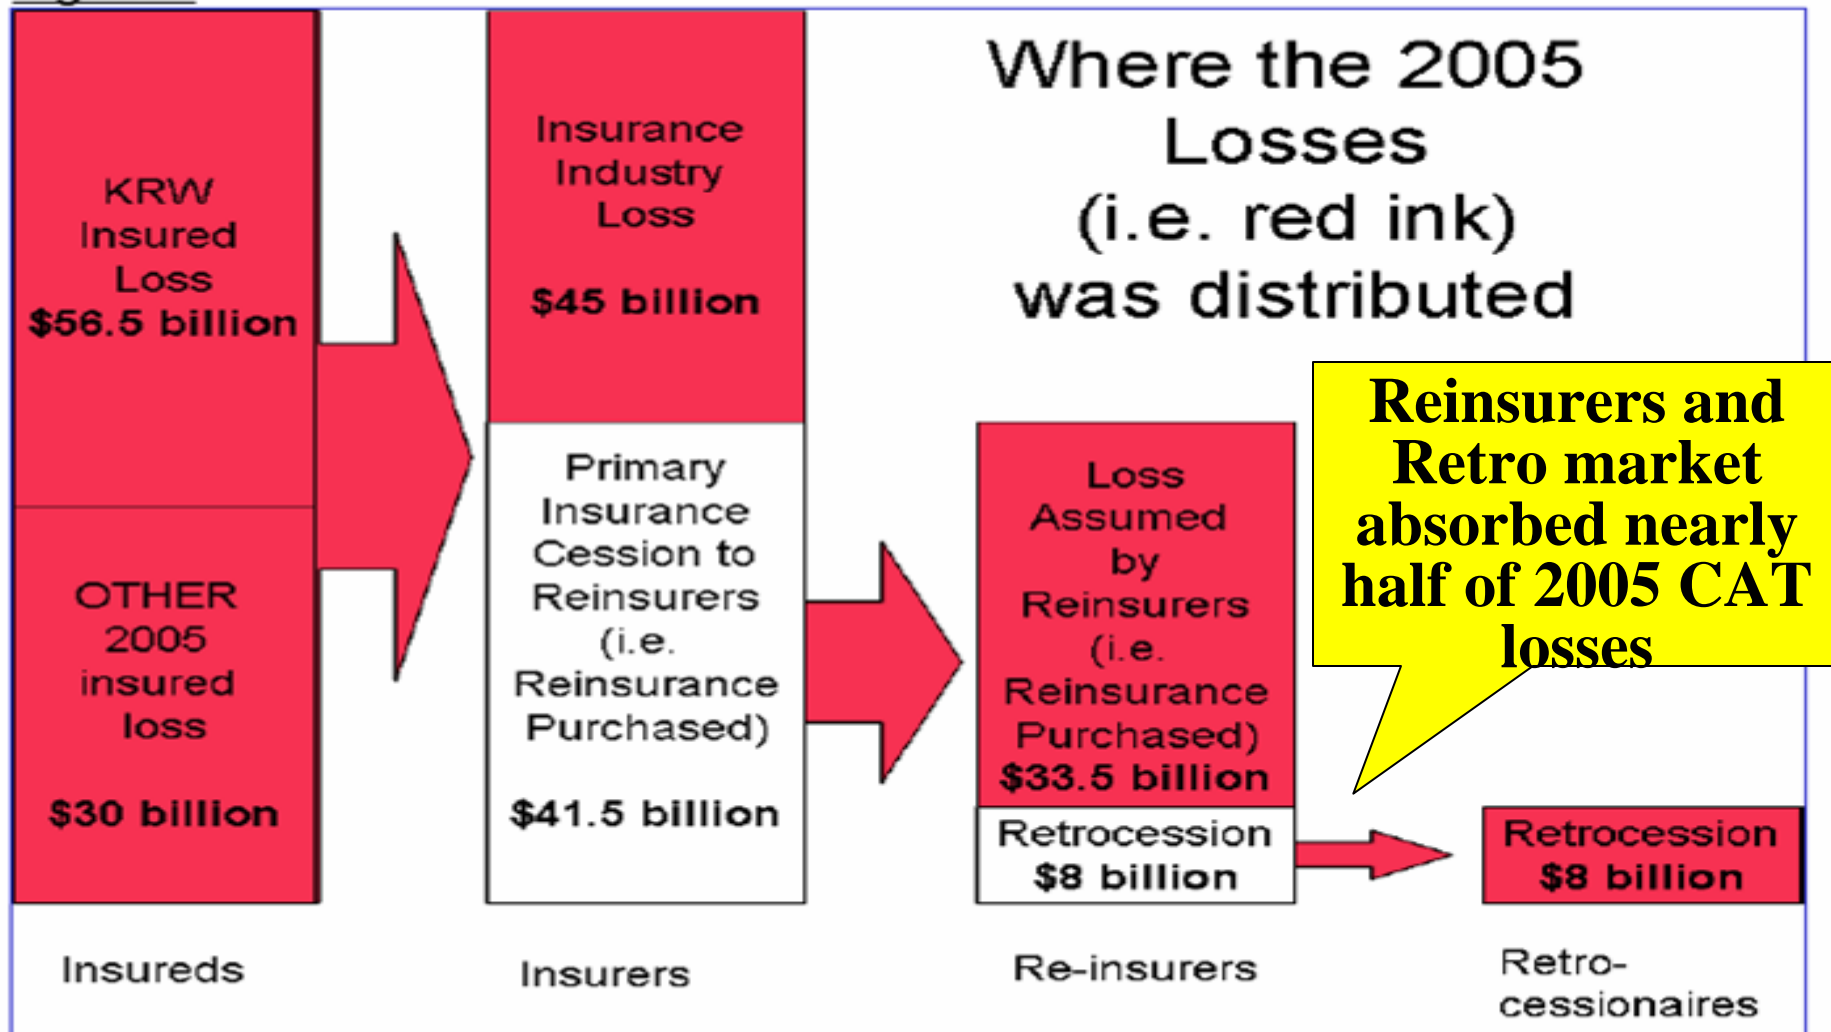 Where the 2005
Losses
(i.e. red ink)
was distributed
KRW
Insured
Loss
$56.5 billion
OTHER
2005
insured
loss
$30 billion
Insureds
Insurance
Industry
Loss
$45 billion
Primary
Insurance
Cession to
Reinsurers
(i.e.
Reinsurance
Purchased)
$41.5 billion
Insurers
Loss
Assumed
by
Reinsurers
(i.e.
Reinsurance
Purchased)
$33.5 billion
Retrocession
$8 billion
Re-insurers
Reinsurers and
Retro market
absorbed nearly
half of 2005 CAT
losses
Retrocession
$8 billion
Retro-
cessionaires